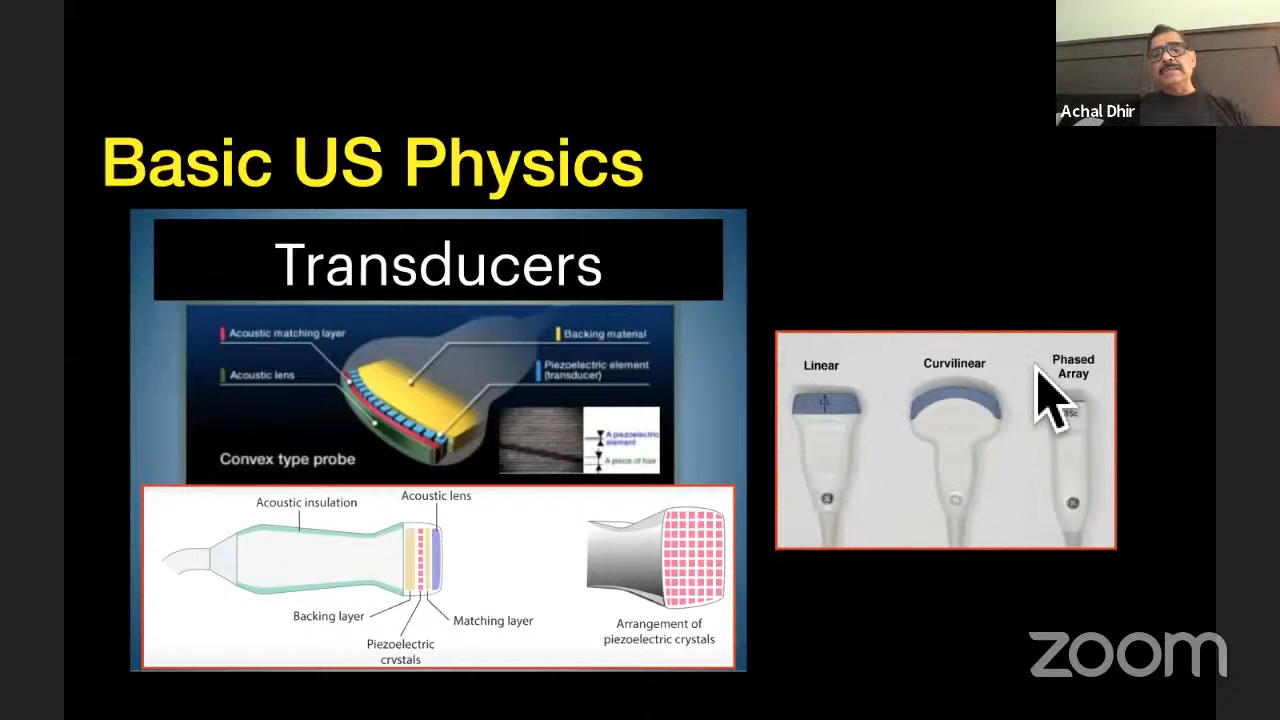 Achal Dhir
Basic US Physics
Transducers
Acoustic matching layer
Backing material
Acoustic lens
Piezoelectric element
(transducer)
A piezoelectric
element
A piece of hair
Convex type probe
Acoustic insulation
Acoustic lens
Backing layer
Matching layer
Piezoelectric
crystals
Arrangement of
piezoelectric crystals
Linear
Curvilinear
Phased
Array
zoom